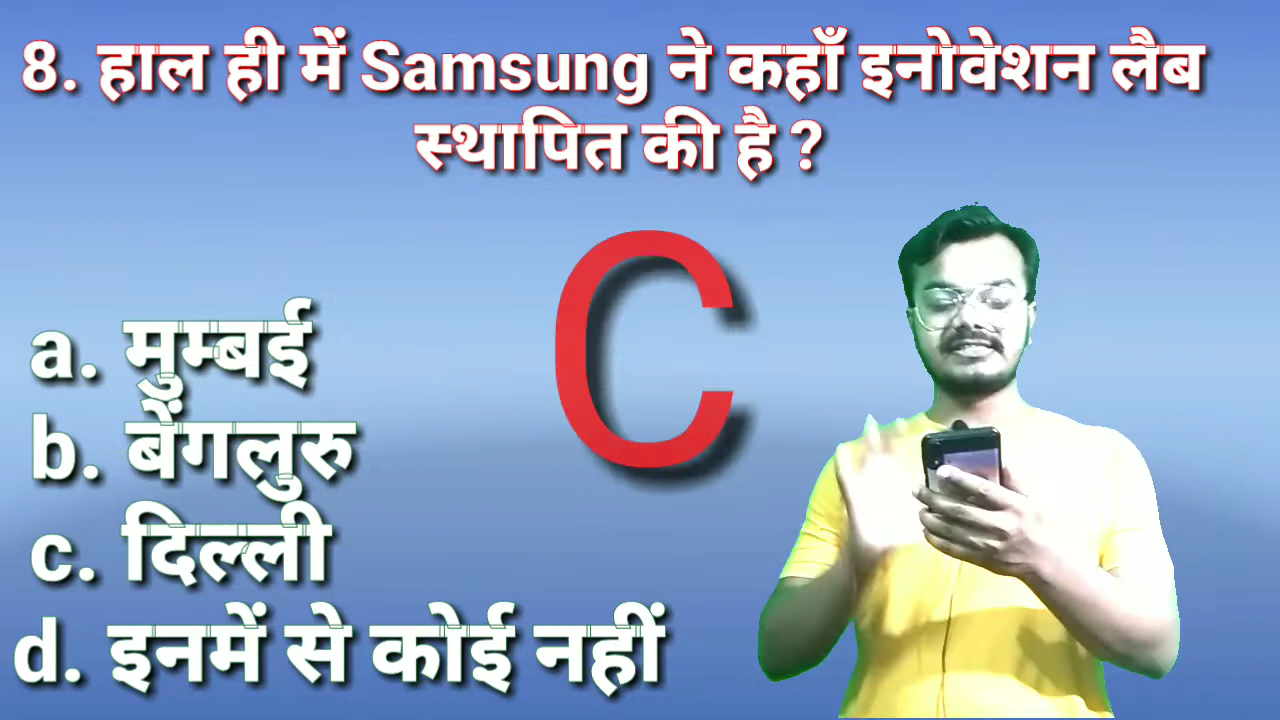 8. हाल ही में Samsung ने कहाँ इनोवेशन लैब
स्थापित की है ?
C
a. मुम्बई
b. बेंगलुरु
c. दिल्ली
d. इनमें से कोई नहीं